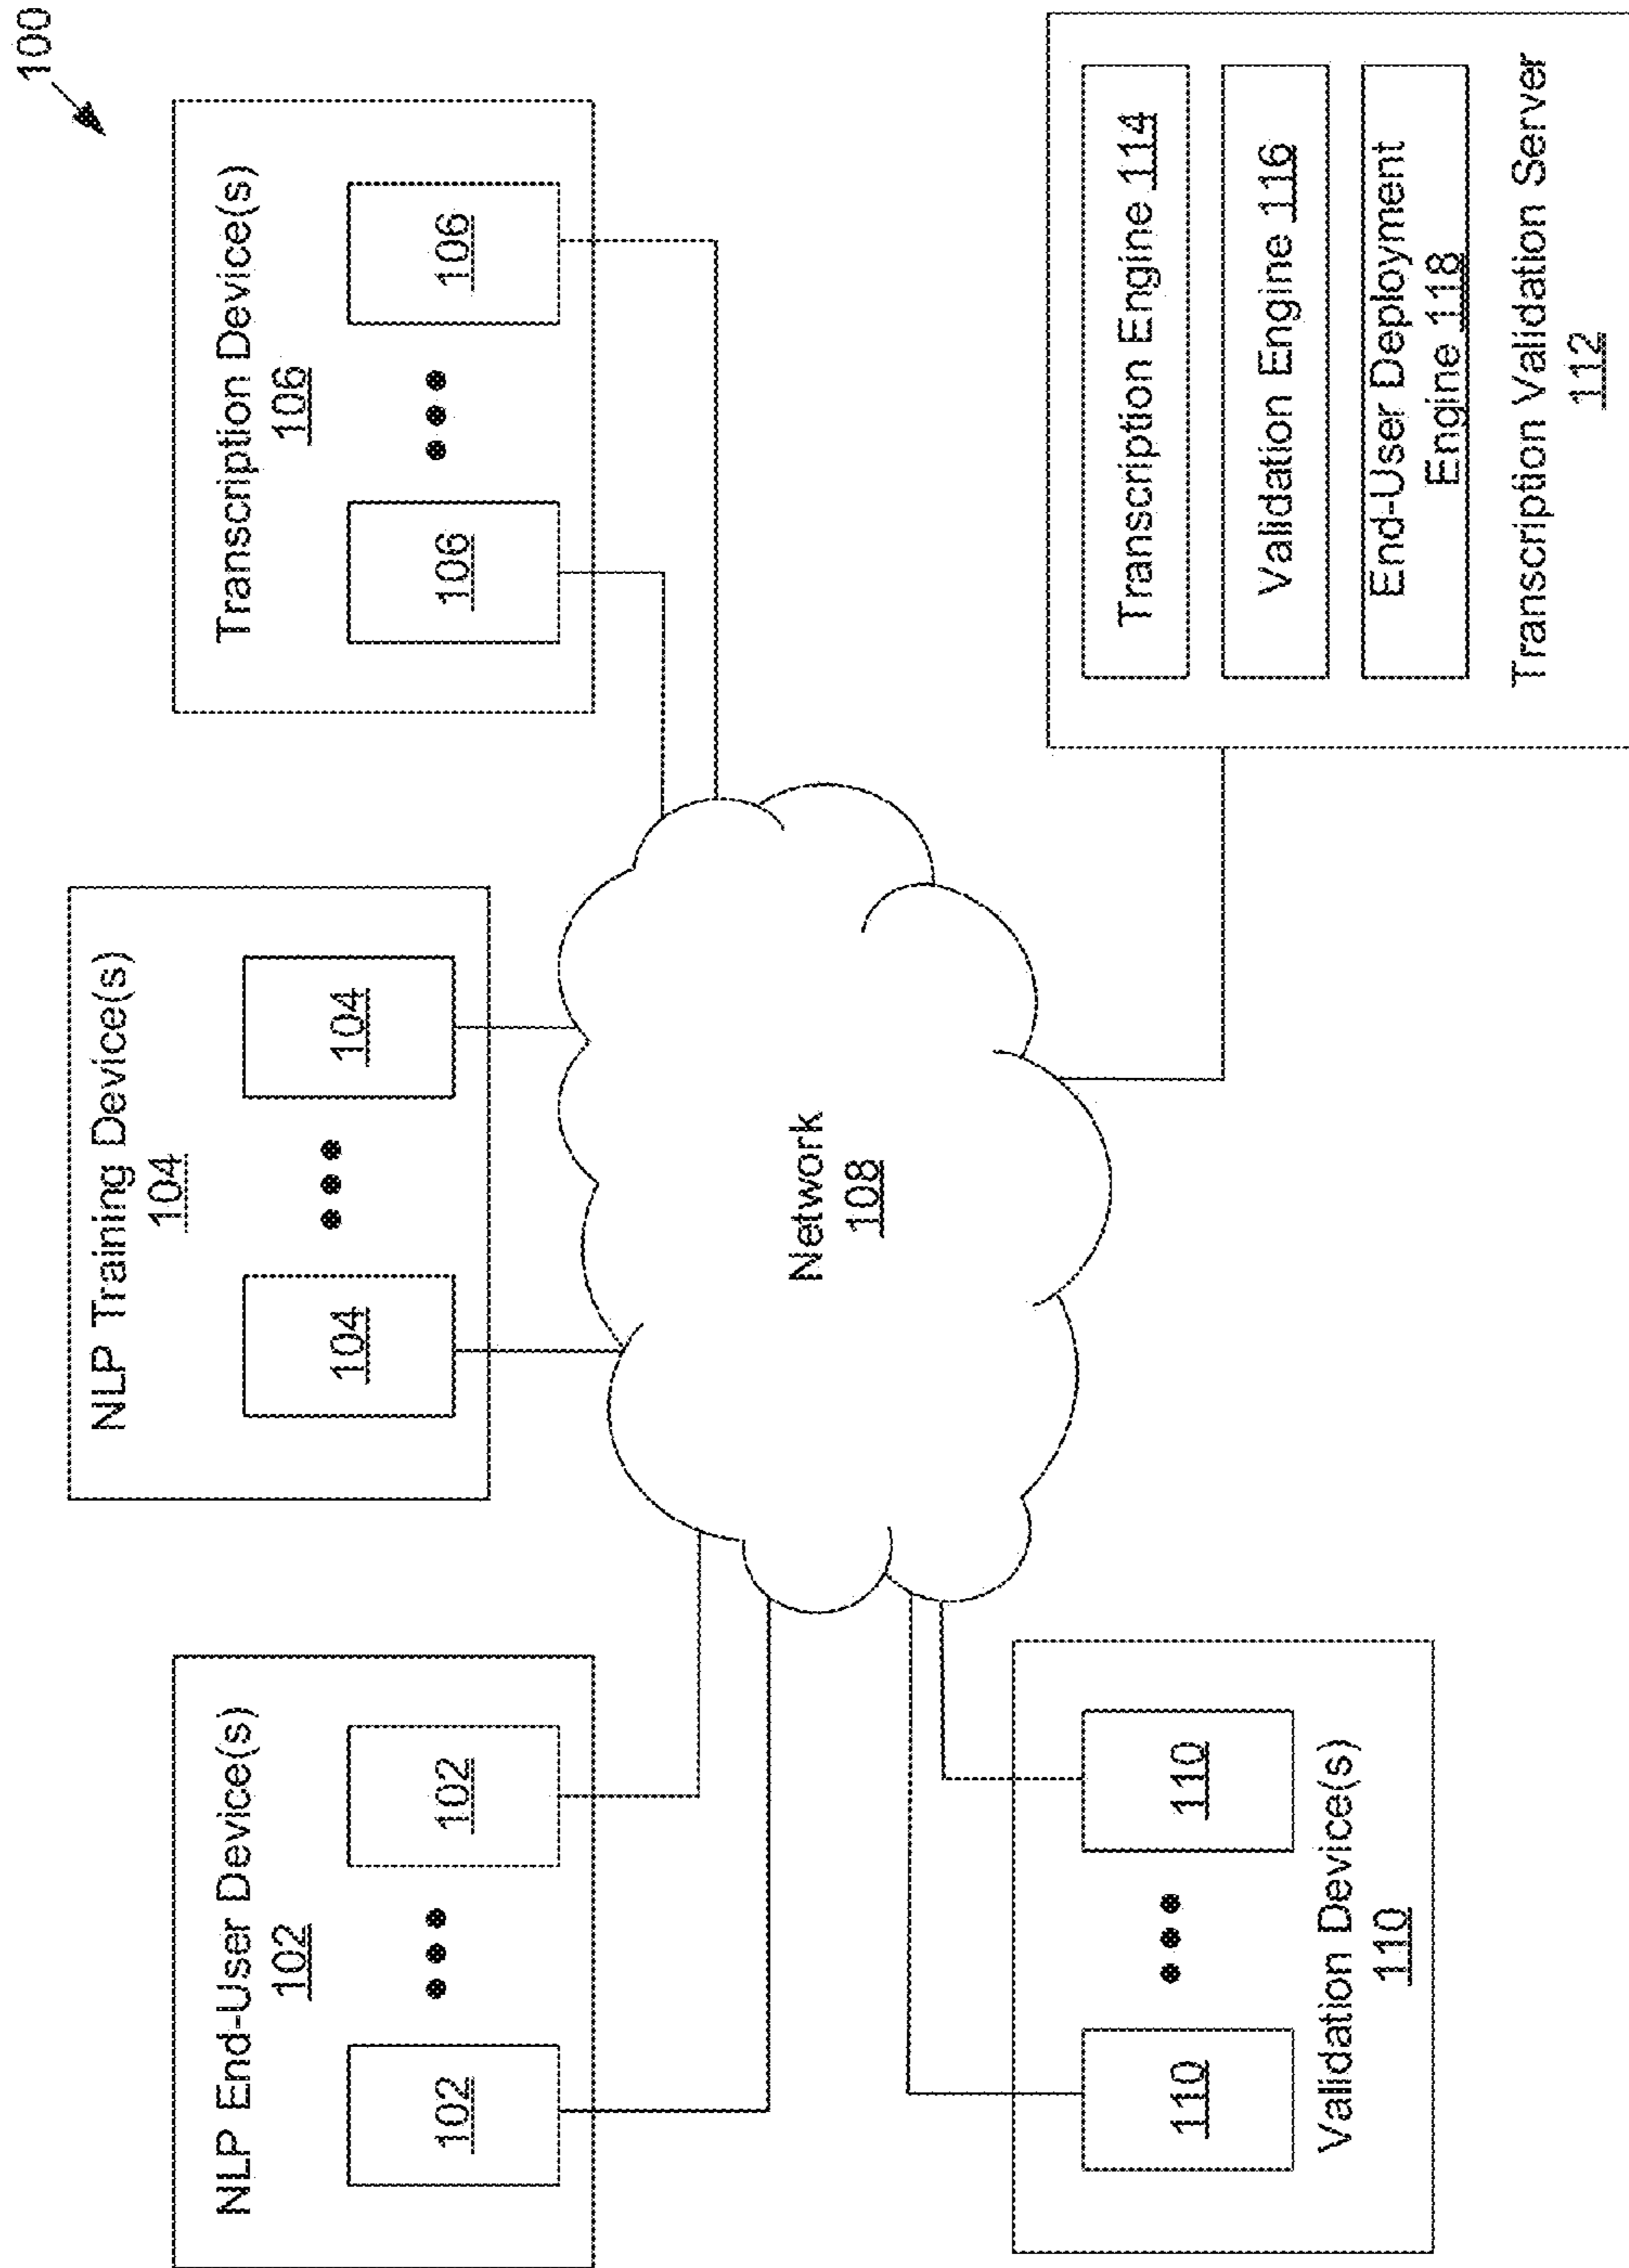 100
NLP End-User Device(s)
102
102
102
NLP Training Device(s)
104
104
104
Transcription Device(s)
106
106
106
Network
108
110
110
Validation Device(s)
110
Transcription Engine 114
Validation Engine 116
End-User Deployment
Engine 118
Transcription Validation Server
112